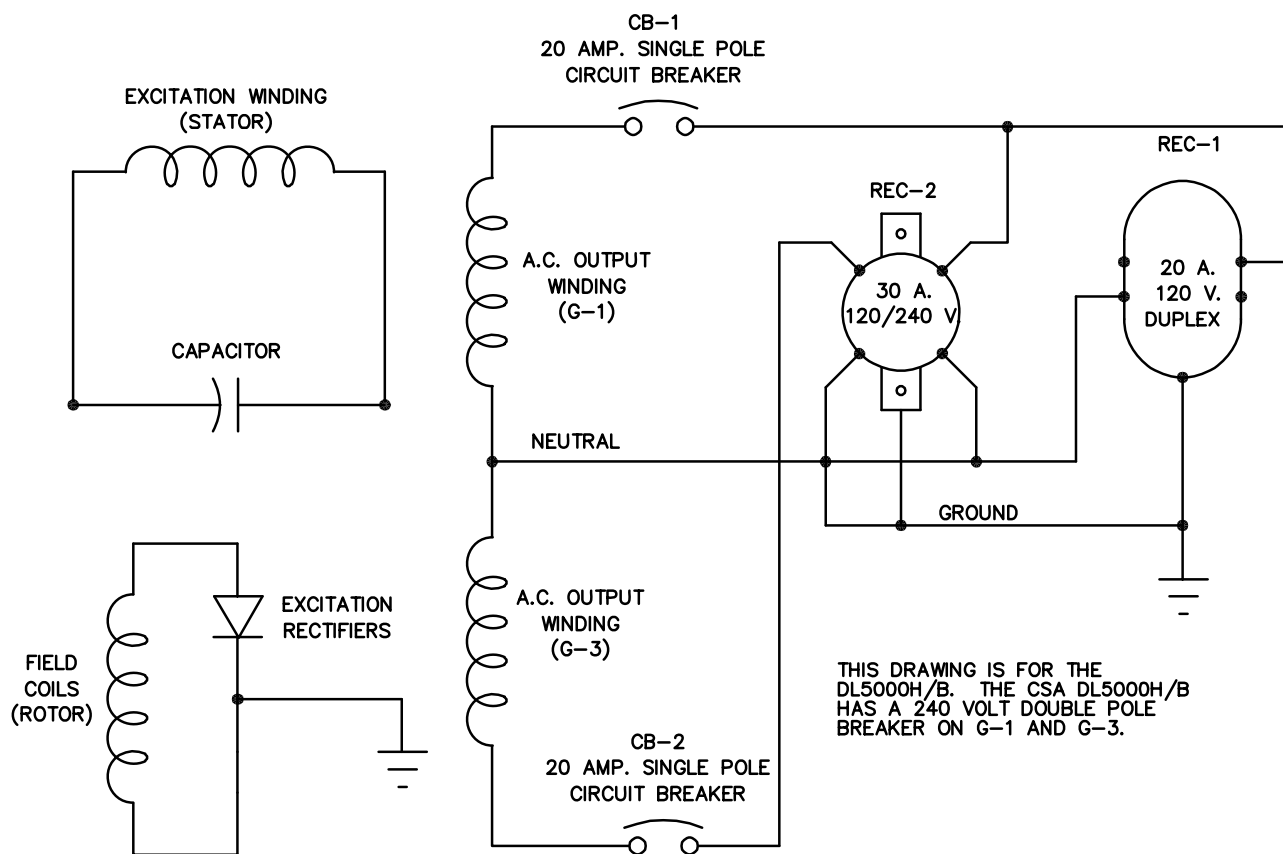 CB-1
20 AMP. SINGLE POLE
CIRCUIT BREAKER
EXCITATION WINDING
(STATOR)
REC-1
REC-2
A.C. OUTPUT
WINDING
(G-1)
20 A.
120 V.
DUPLEX
30 A.
120/240 V.
CAPACITOR
NEUTRAL
GROUND
A.C. OUTPUT
WINDING
(G-3)
EXCITATION
RECTIFIERS
FIELD
COILS
(ROTOR)
THIS DRAWING IS FOR THE
DL5000H/B. THE CSA DL5000H/B
HAS A 240 VOLT DOUBLE POLE
BREAKER ON G-1 AND G-3.
CB-2
20 AMP. SINGLE POLE
CIRCUIT BREAKER